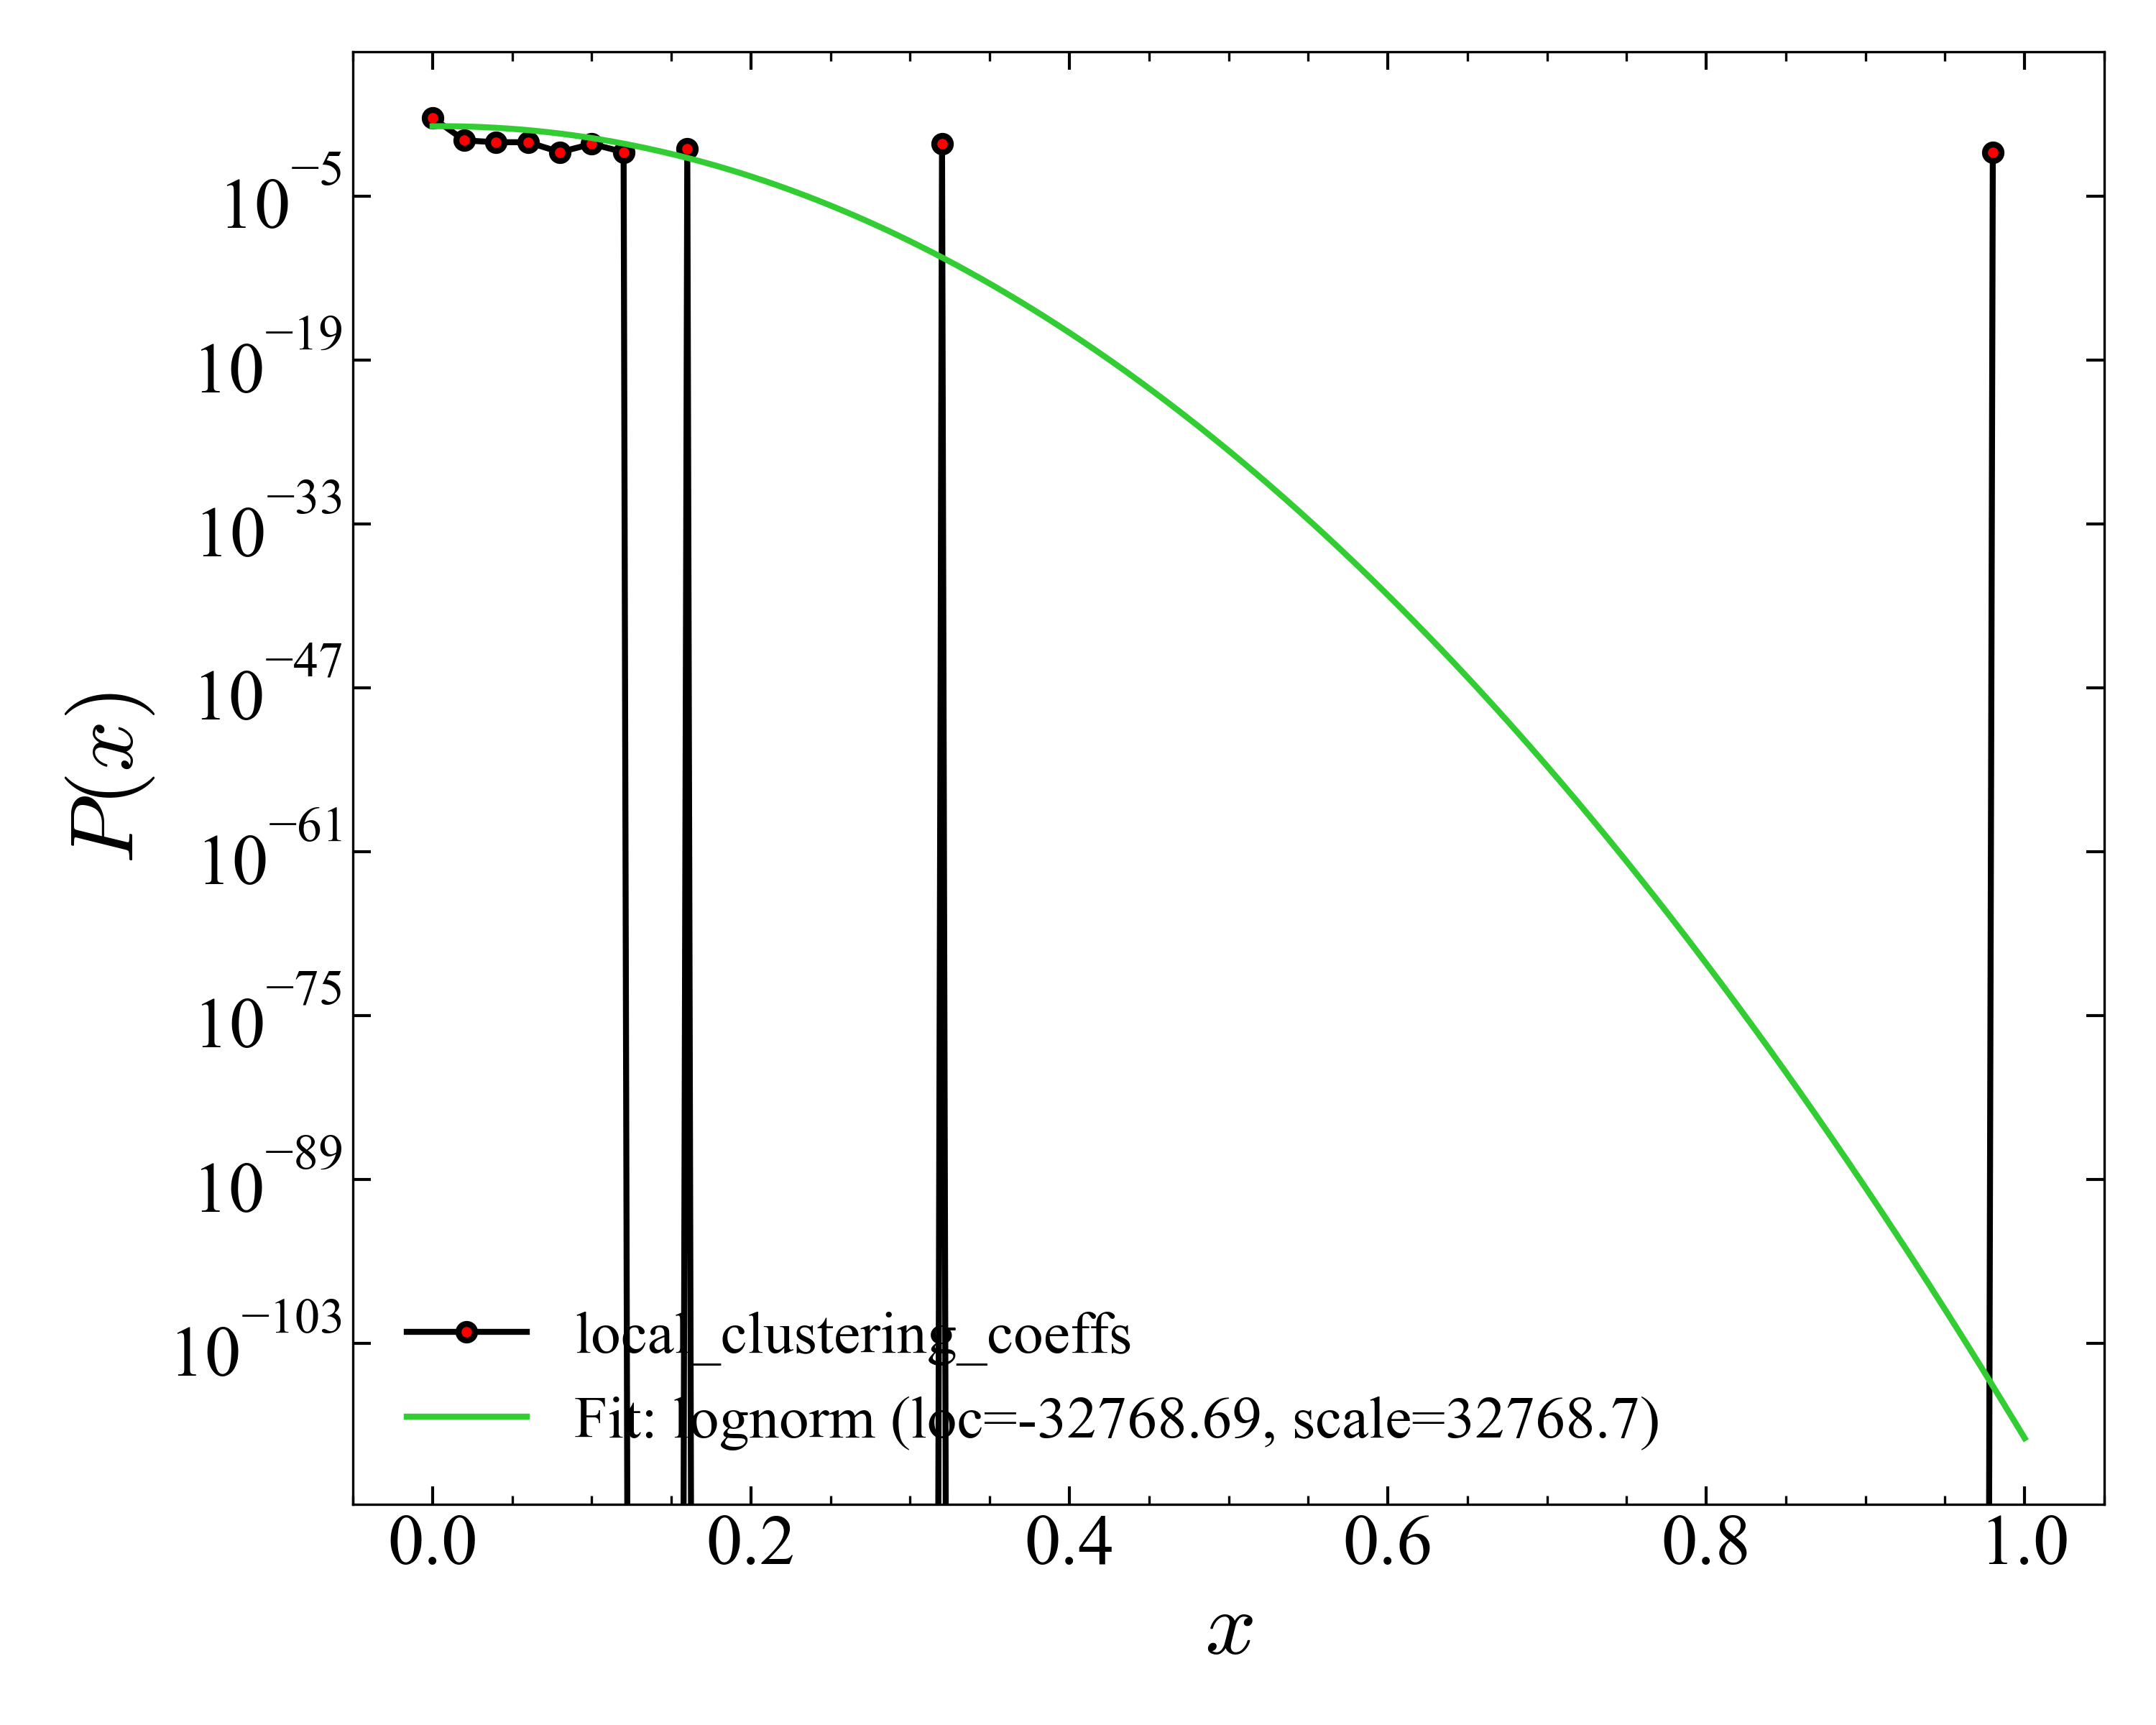 P(x)
10^{-5}
10^{-19}
10^{-33}
10^{-47}
10^{-61}
10^{-75}
10^{-89}
10^{-103}
local_clustering_coeffs
Fit: lognorm (loc=-32768.69, scale=32768.7)
0.0 0.2 0.4 0.6 0.8 1.0
x